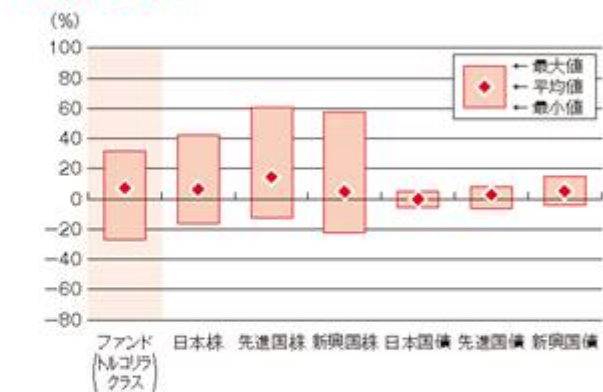 (%)
100
80
60
40
20
0
−20
−40
−60
−80
← 最大値
← 平均値
← 最小値
ファンド
(トルコリラ
クラス)
日本株
先進国株
新興国株
日本国債
先進国債
新興国債